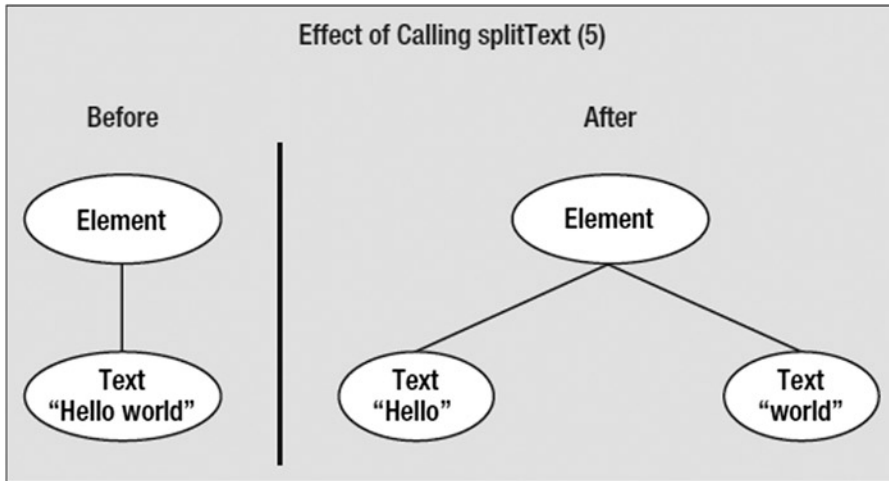 Effect of Calling splitText (5)
Before
After
Element
Element
Text
“Hello world”
Text
“Hello”
Text
“world”